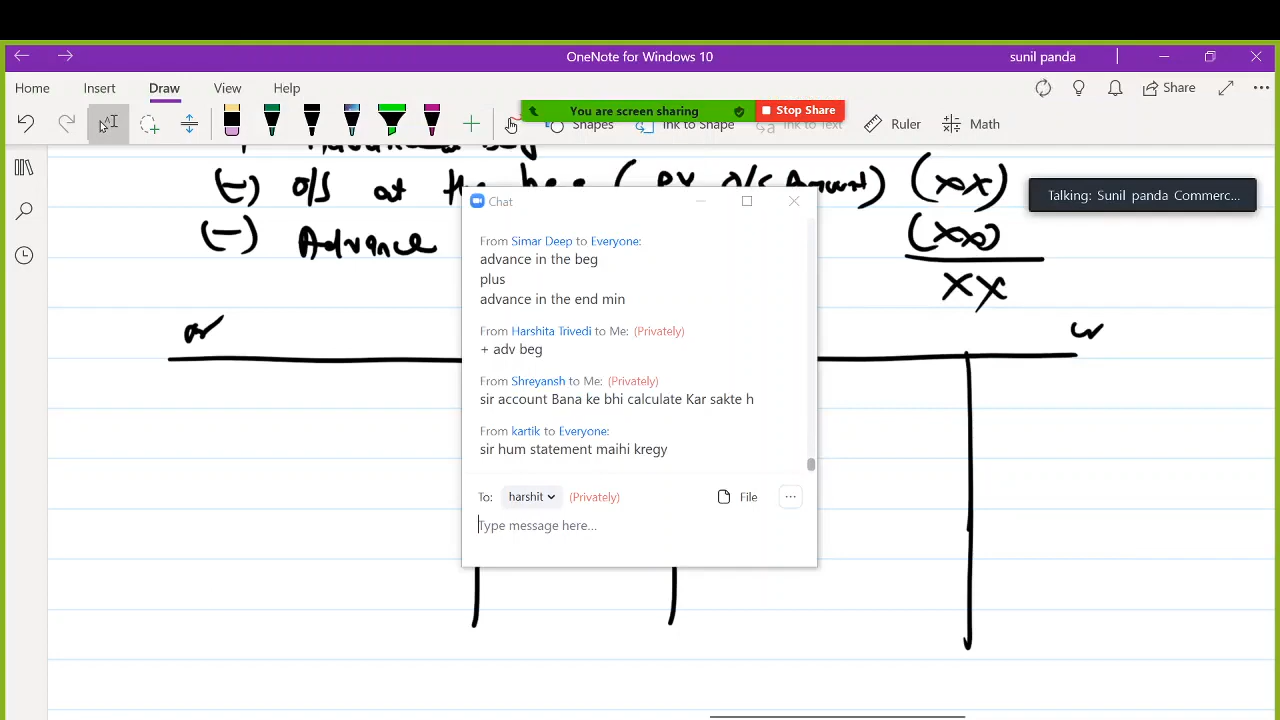 OneNote for Windows 10
sunil panda
Home Insert Draw View Help
Share
You are screen sharing Stop Share
Shapes Ink to Shape Ink to Text Ruler Math
(-) O/S at the beg ( PY O/S Amount) (xx)
Talking: Sunil panda Commerc...
(-) Advance (xxx)
xx
Dr Cr
Chat
From Simar Deep to Everyone:
advance in the beg
plus
advance in the end min
From Harshita Trivedi to Me: (Privately)
+ adv beg
From Shreyansh to Me: (Privately)
sir account Bana ke bhi calculate Kar sakte h
From kartik to Everyone:
sir hum statement maihi kregy
To: harshit (Privately) File
Type message here...